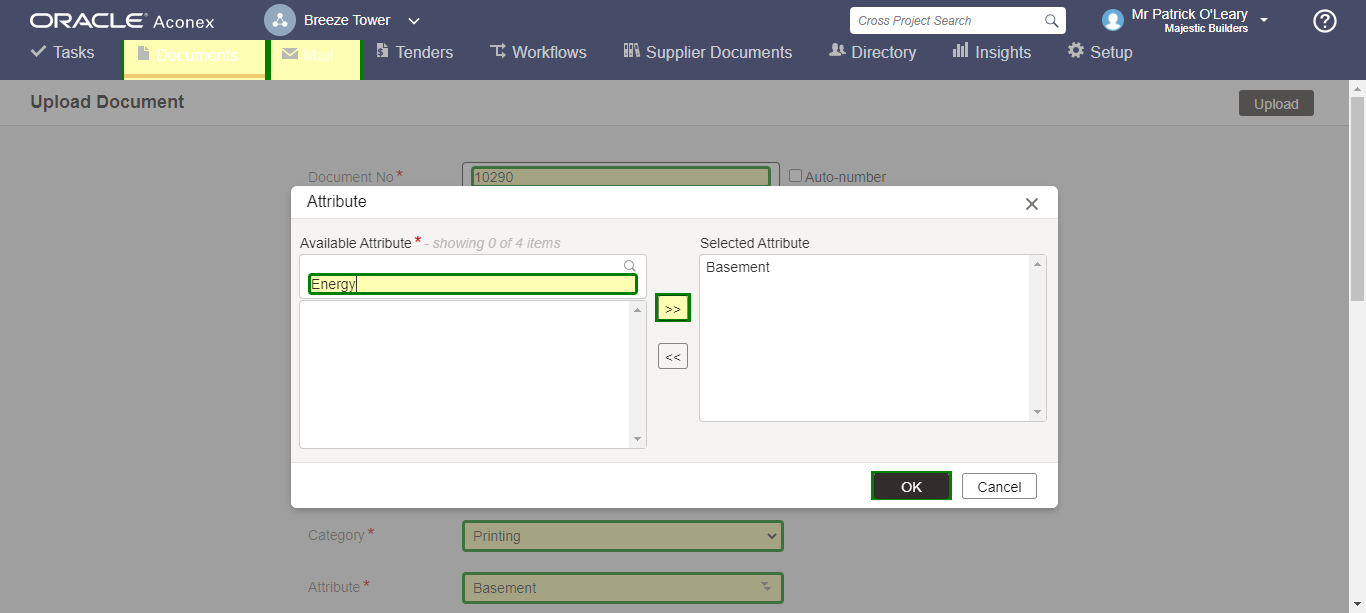 ORACLE® Aconex
Breeze Tower
Cross Project Search
Mr Patrick O'Leary
Majestic Builders
Tasks
Documents
Mail
Tenders
Workflows
Supplier Documents
Directory
Insights
Setup
Upload Document
Upload
Document No*
10290
Auto-number
Attribute
Available Attribute* - showing 0 of 4 items
Energy
>>
<<
Selected Attribute
Basement
OK
Cancel
Category*
Printing
Attribute*
Basement